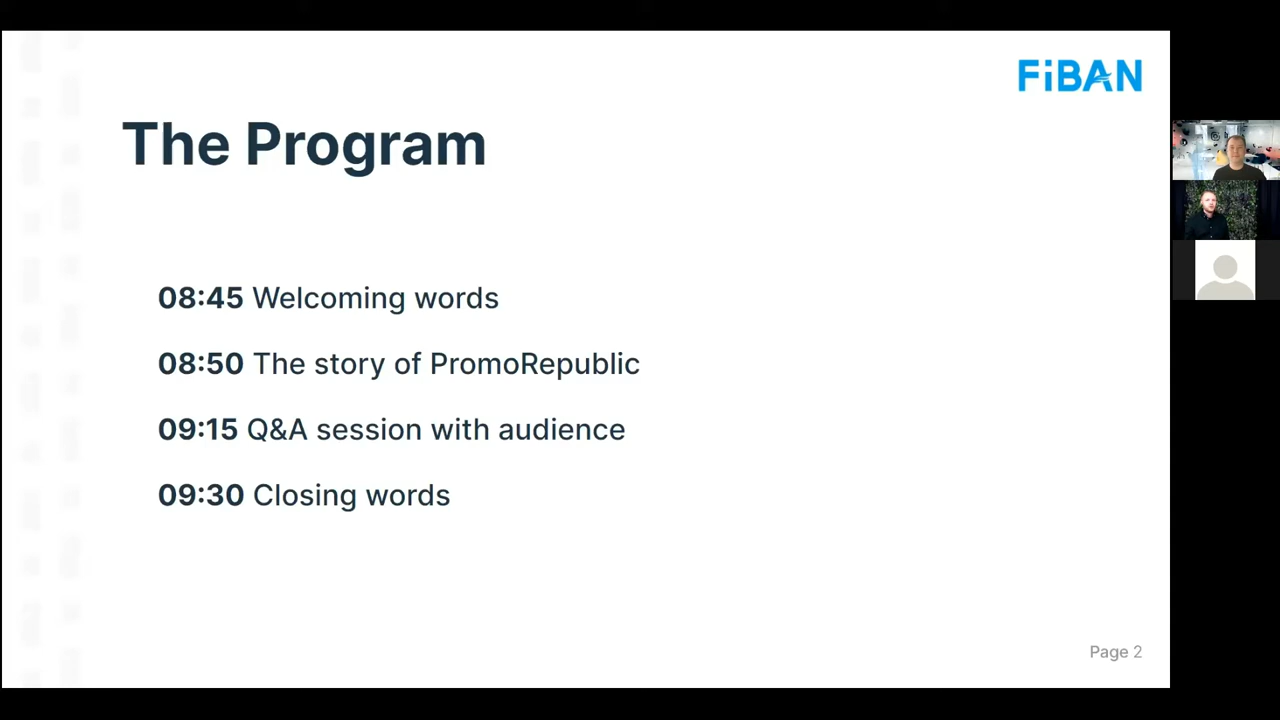 FiBAN
The Program
08:45 Welcoming words
08:50 The story of PromoRepublic
09:15 Q&A session with audience
09:30 Closing words
Page 2